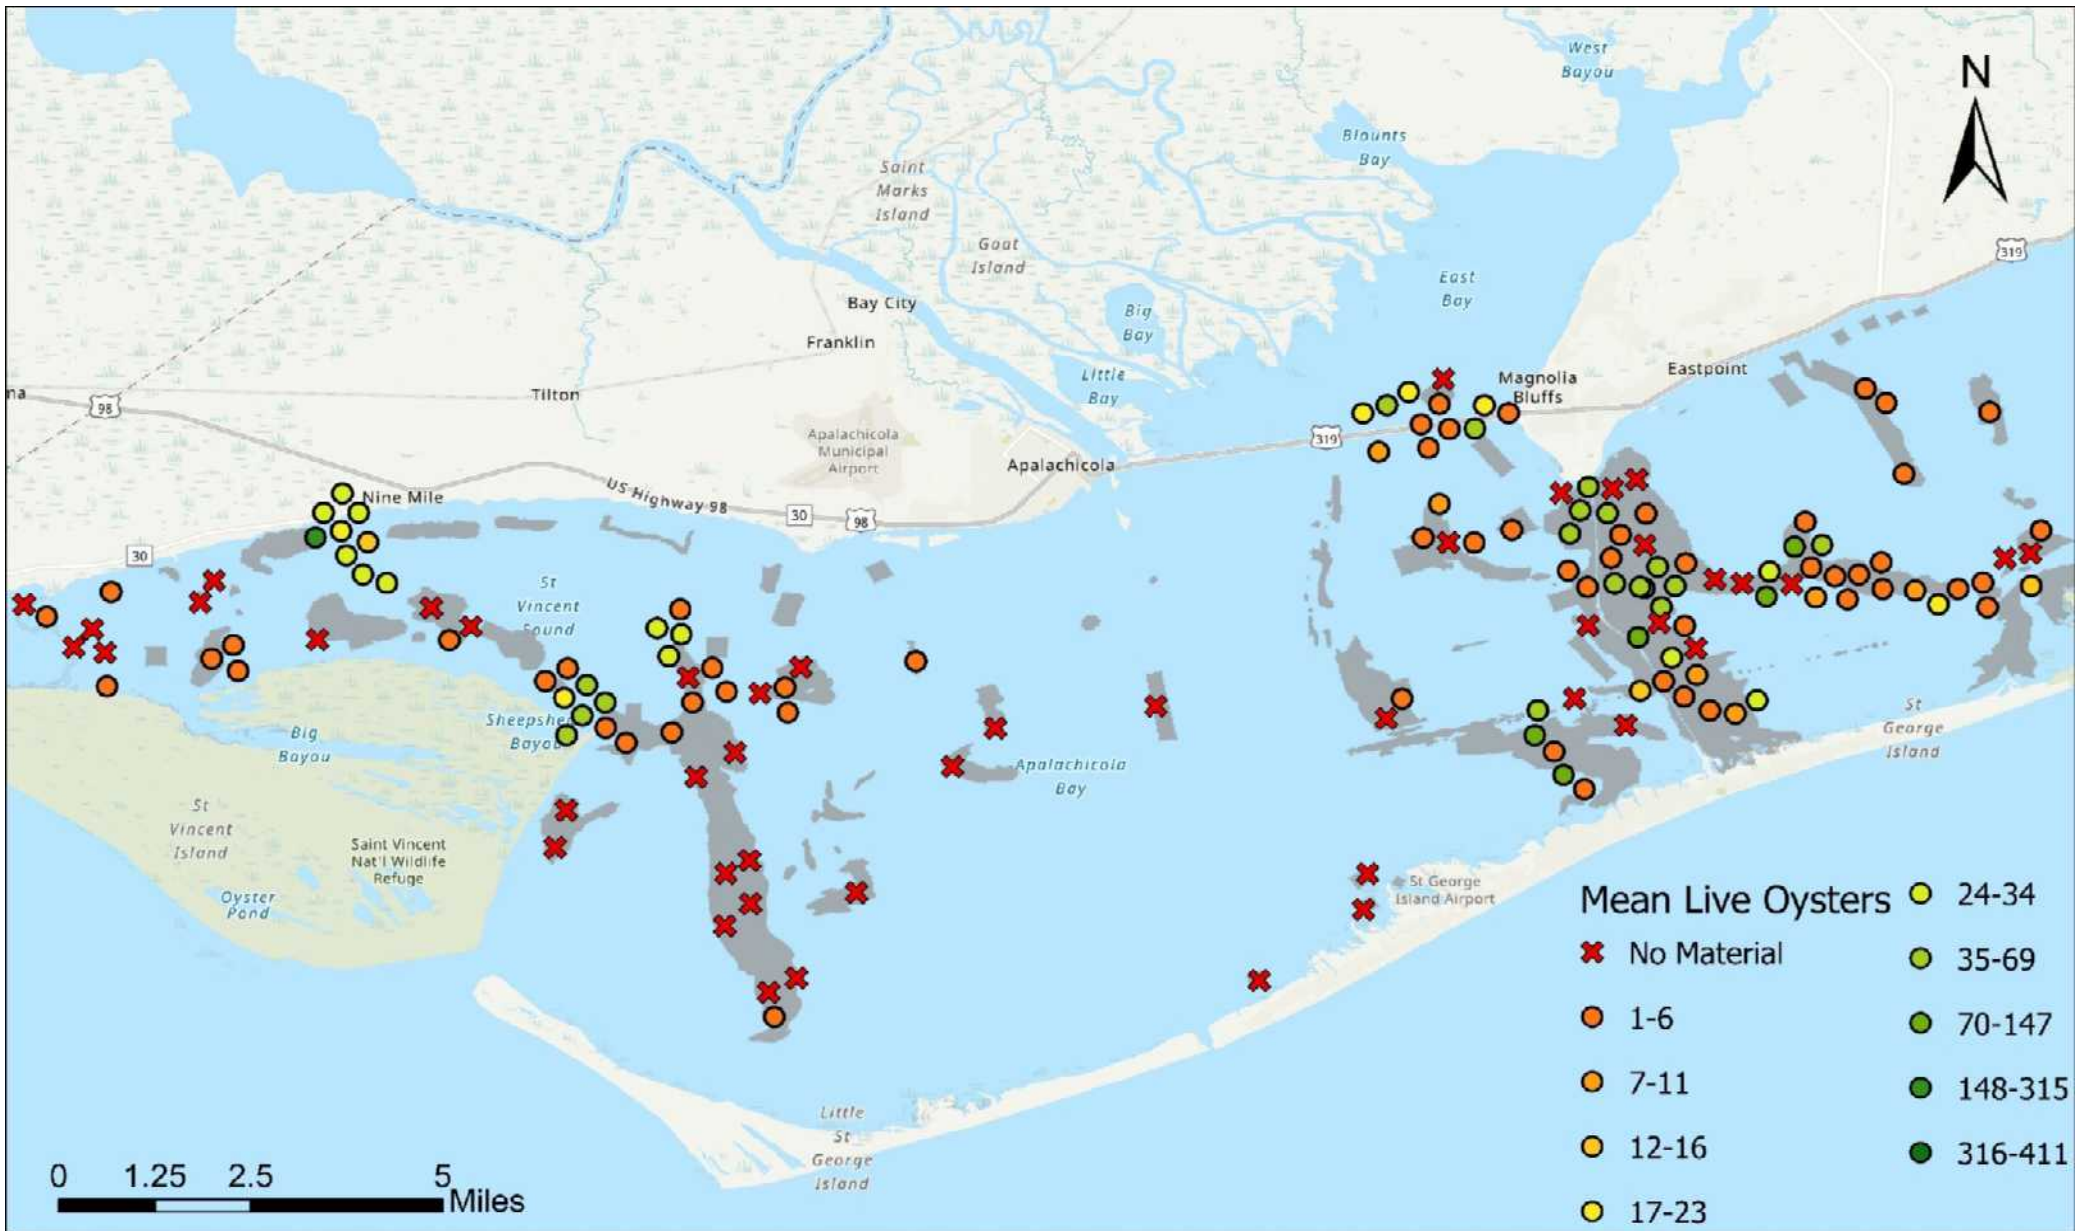 West
Bayou
N
Blounts
Bay
Saint
Marks
Island
Goat
Island
319
East
Bay
Bay City
Big
Bay
Franklin
Little
Bay
Magnolia
Bluffs
Eastpoint
na
98
Tilton
Apalachicola
Municipal
Airport
319
Apalachicola
Nine Mile
US Highway 98
30
98
30
St
Vincent
Sound
Big
Bayou
Sheepshe
Bayou
St
George
Island
Apalachicola
Bay
St
Vincent
Island
Saint Vincent
Nat'l Wildlife
Refuge
Oyster
Pond
St George
Island Airport
Little
St
George
Island
Mean Live Oysters
No Material
1-6
7-11
12-16
17-23
24-34
35-69
70-147
148-315
316-411
0 1.25 2.5 5
Miles